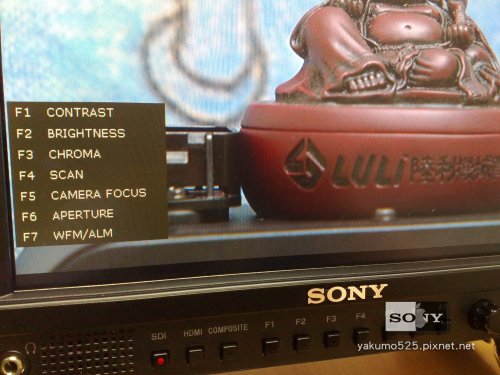 F1 CONTRAST
F2 BRIGHTNESS
F3 CHROMA
F4 SCAN
F5 CAMERA FOCUS
F6 APERTURE
F7 WFM/ALM
LULI
SONY
SDI HDMI COMPOSITE F1 F2 F3 F4
SONY
yakumo525.pixnet.net